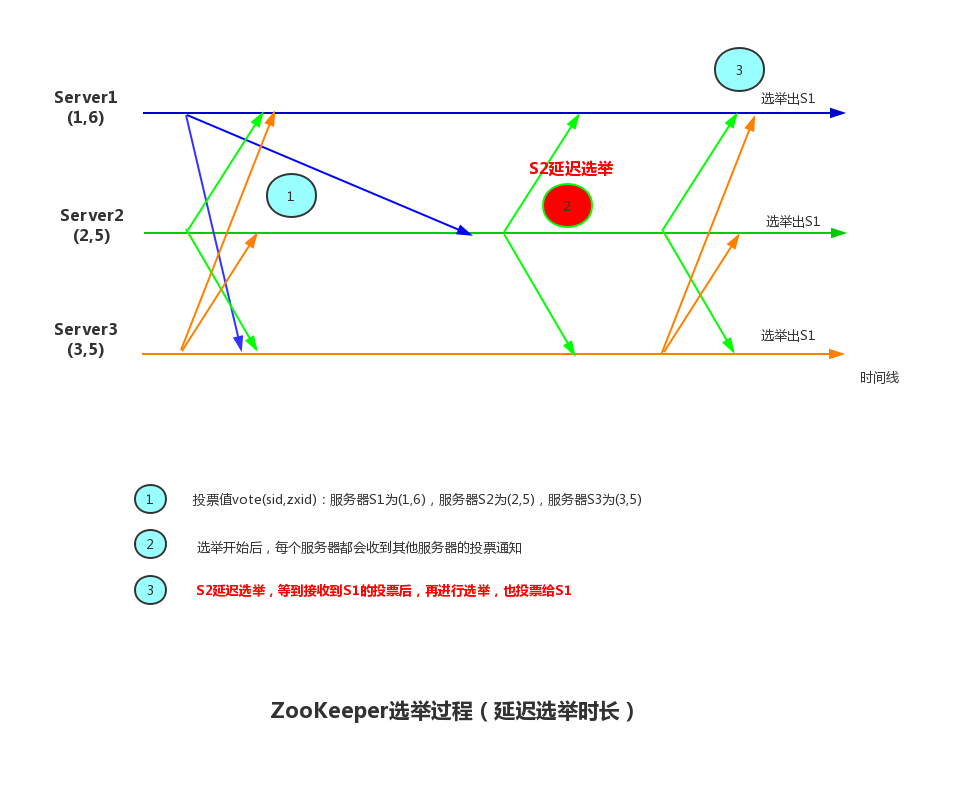 3
Server1
(1,6)
选举出S1
S2延迟选举
1
2
Server2
(2,5)
选举出S1
Server3
(3,5)
选举出S1
时间线
1 投票值vote(sid,zxid)：服务器S1为(1,6)，服务器S2为(2,5)，服务器S3为(3,5)
2 选举开始后，每个服务器都会收到其他服务器的投票通知
3 S2延迟选举，等到接收到S1的投票后，再进行选举，也投票给S1
ZooKeeper选举过程（延迟选举时长）